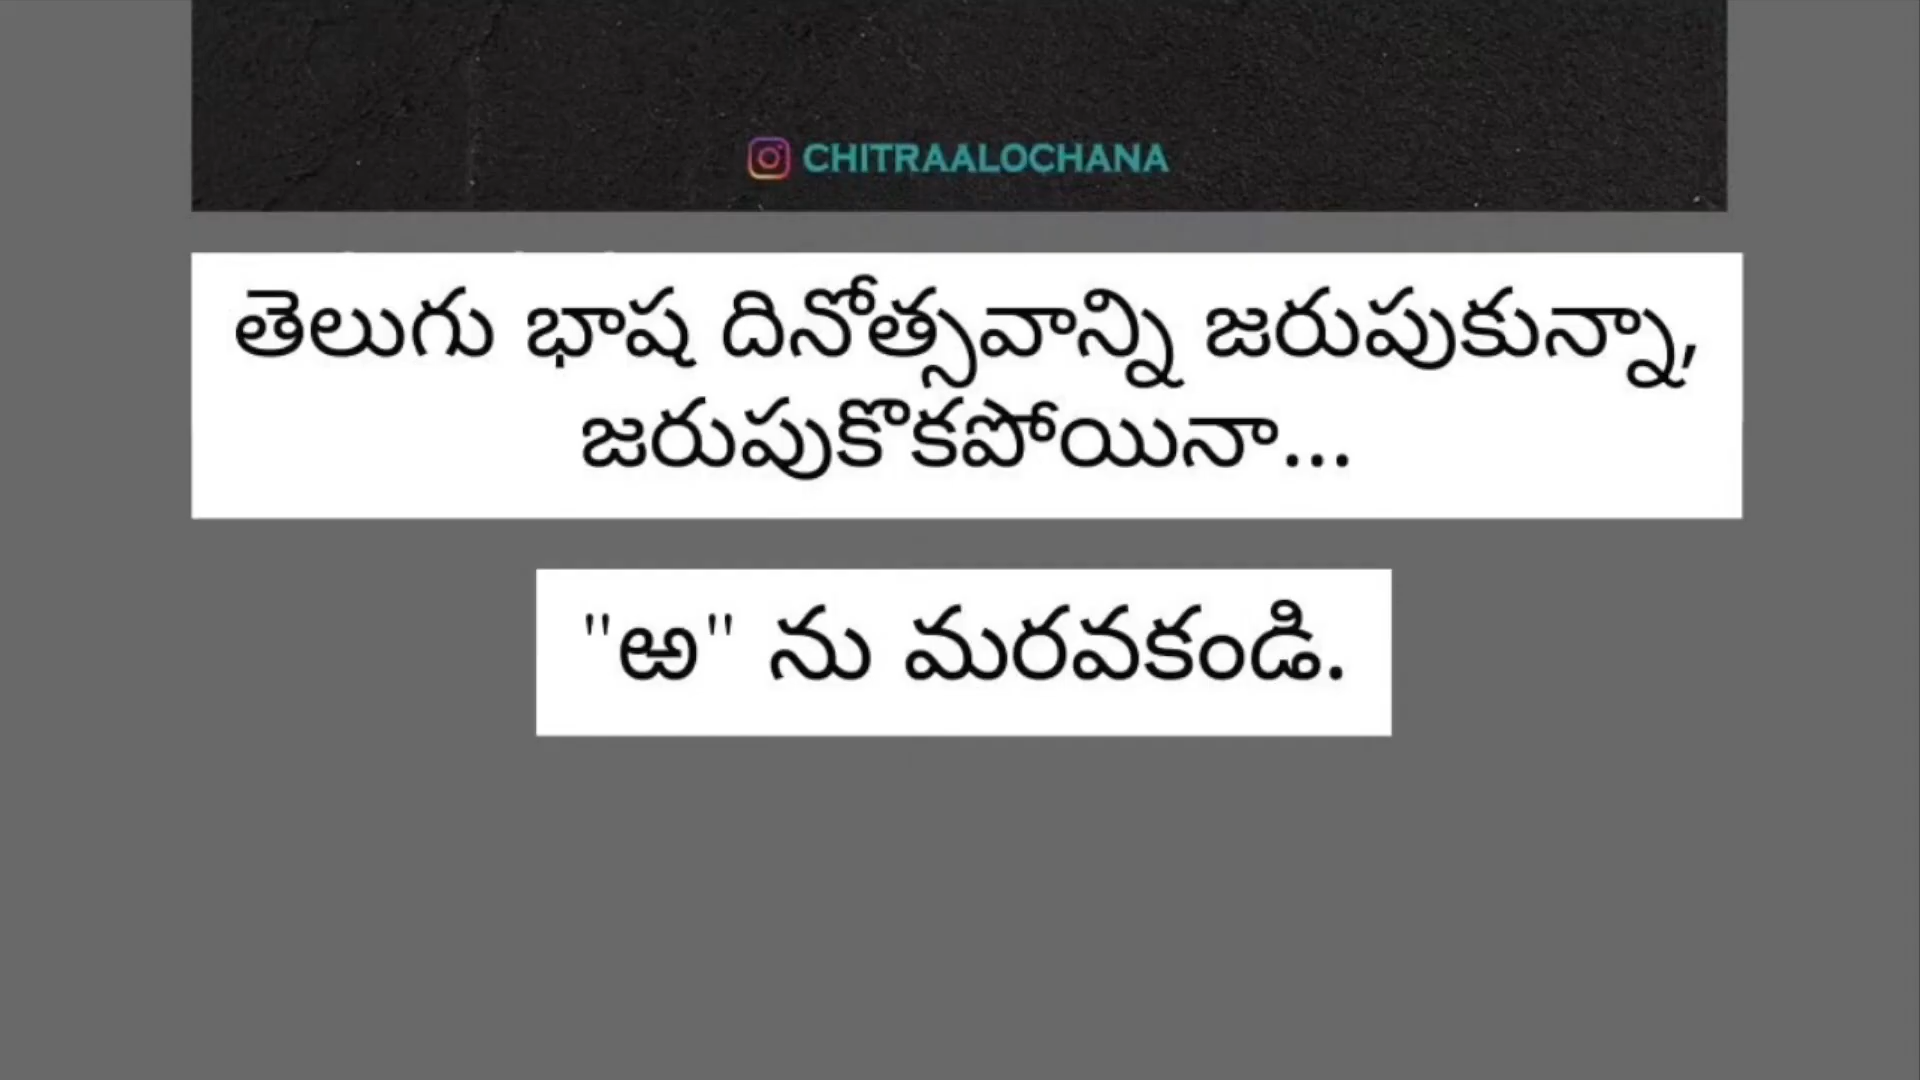 CHITRAALOCHANA
తెలుగు భాష దినోత్సవాన్ని జరుపుకున్నా,
జరుపుకొకపోయినా...
"ఱ" ను మరవకండి.